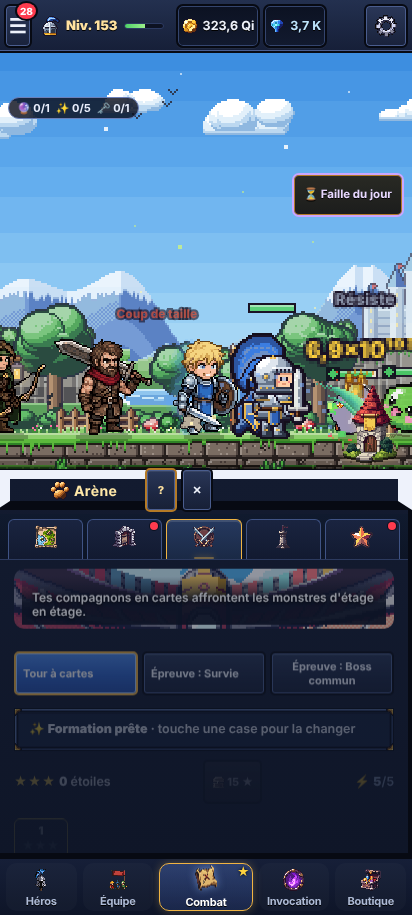 28
Niv. 153
323,6 Qi
3,7 K
0/1 0/5 0/1
Faille du jour
Coup de taille
Résiste
Arène
?
×
Tes compagnons en cartes affrontent les monstres d'étage
en étage.
Tour à cartes
Épreuve : Survie
Épreuve : Boss
commun
Formation prête · touche une case pour la changer
★★★ 0 étoiles
15 ★
5/5
1
Héros
Équipe
Combat
Invocation
Boutique